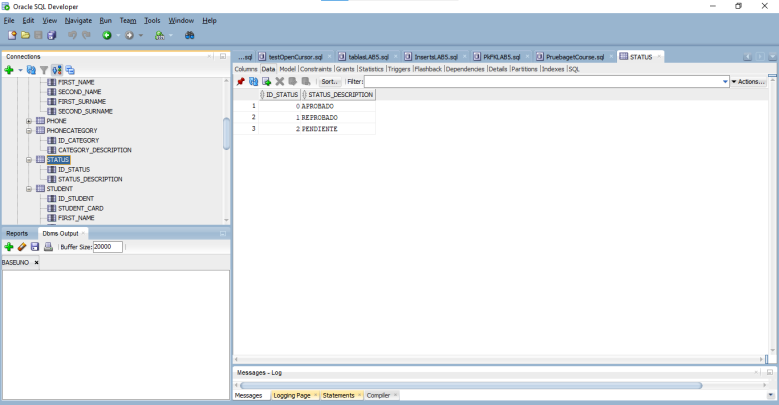 Oracle SQL Developer
File Edit View Navigate Run Team Tools Window Help
Connections
...sql testOpenCursor.sql tablasLAB5.sql InsertsLAB5.sql PkFKLAB5.sql PruebagetCourse.sql STATUS
Columns Data Model Constraints Grants Statistics Triggers Flashback Dependencies Details Partitions Indexes SQL
Sort.. Filter: Actions...
FIRST_NAME
SECOND_NAME
FIRST_SURNAME
SECOND_SURNAME
PHONE
PHONECATEGORY
ID_CATEGORY
CATEGORY_DESCRIPTION
STATUS
ID_STATUS
STATUS_DESCRIPTION
STUDENT
ID_STUDENT
STUDENT_CARD
FIRST_NAME
ID_STATUS STATUS_DESCRIPTION
1 0 APROBADO
2 1 REPROBADO
3 2 PENDIENTE
Reports Dbms Output
Buffer Size: 20000
BASEUNO
Messages - Log
Messages Logging Page Statements Compiler